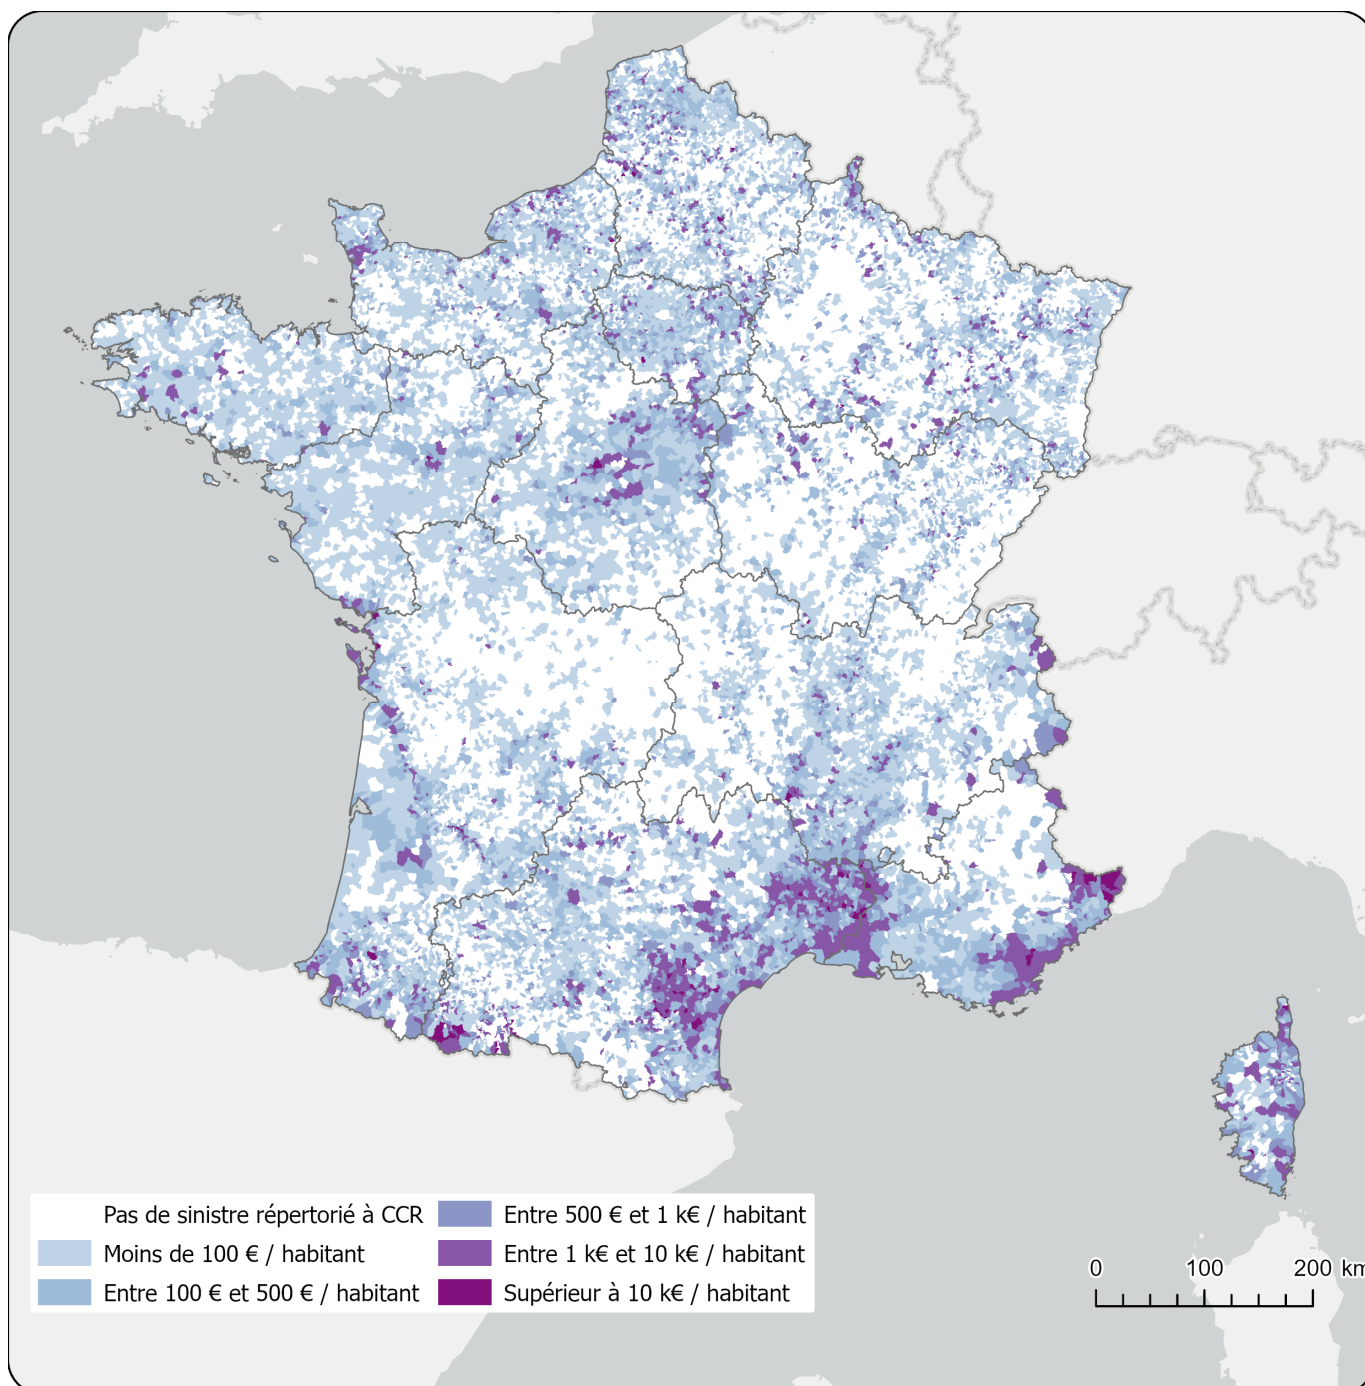 Pas de sinistre répertorié à CCR
Moins de 100 € / habitant
Entre 100 € et 500 € / habitant
Entre 500 € et 1 k€ / habitant
Entre 1 k€ et 10 k€ / habitant
Supérieur à 10 k€ / habitant
0 100 200 km